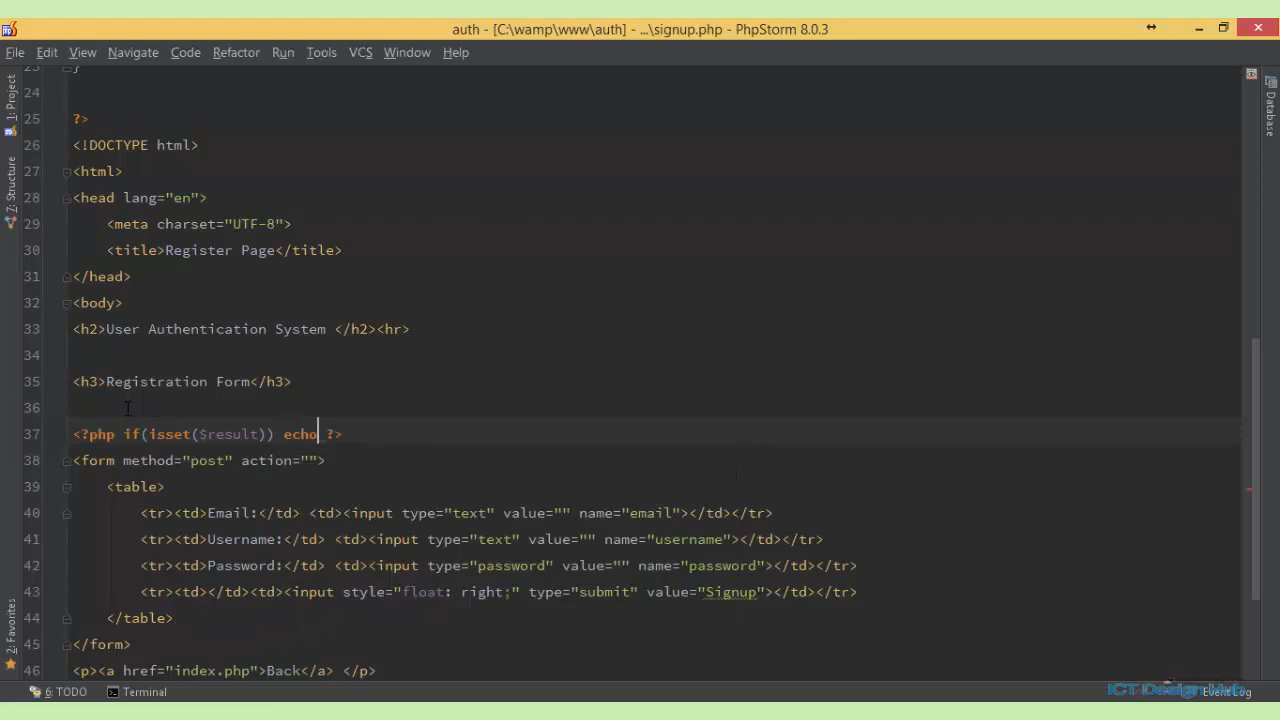 auth - [C:\wamp\www\auth] - ...\signup.php - PhpStorm 8.0.3
File Edit View Navigate Code Refactor Run Tools VCS Window Help
1: Project
7: Structure
2: Favorites
Database
23 }
24
25 ?>
26 <!DOCTYPE html>
27 <html>
28 <head lang="en">
29 <meta charset="UTF-8">
30 <title>Register Page</title>
31 </head>
32 <body>
33 <h2>User Authentication System </h2><hr>
34
35 <h3>Registration Form</h3>
36
37 <?php if(isset($result)) echo ?>
38 <form method="post" action="">
39 <table>
40 <tr><td>Email:</td> <td><input type="text" value="" name="email"></td></tr>
41 <tr><td>Username:</td> <td><input type="text" value="" name="username"></td></tr>
42 <tr><td>Password:</td> <td><input type="password" value="" name="password"></td></tr>
43 <tr><td></td><td><input style="float: right;" type="submit" value="Signup"></td></tr>
44 </table>
45 </form>
46 <p><a href="index.php">Back</a> </p>
6: TODO Terminal
ICT Design Hub
Event Log